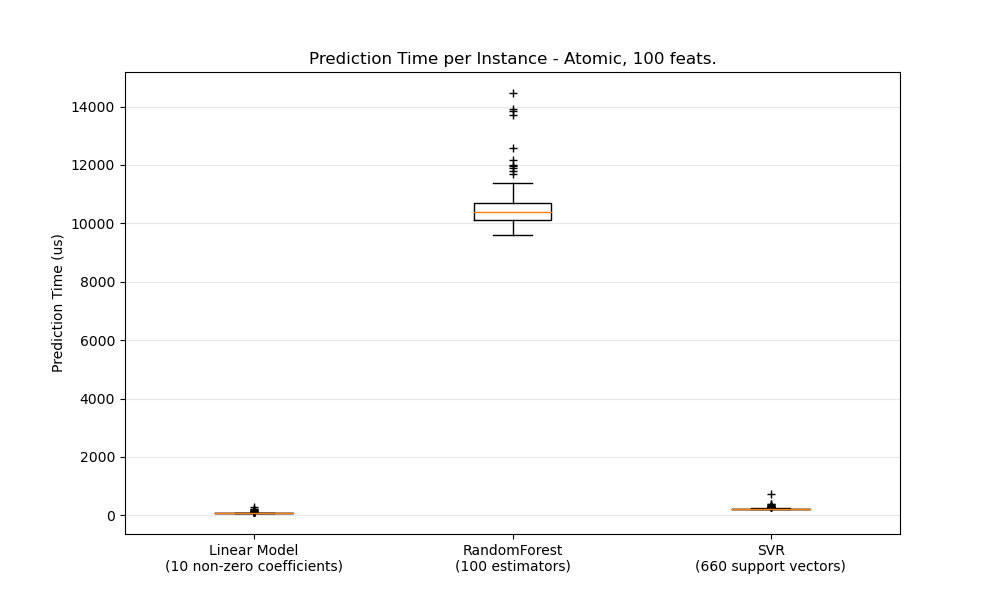 Prediction Time per Instance - Atomic, 100 feats.
Prediction Time (us)
14000
12000
10000
8000
6000
4000
2000
0
Linear Model
(10 non-zero coefficients)
RandomForest
(100 estimators)
SVR
(660 support vectors)